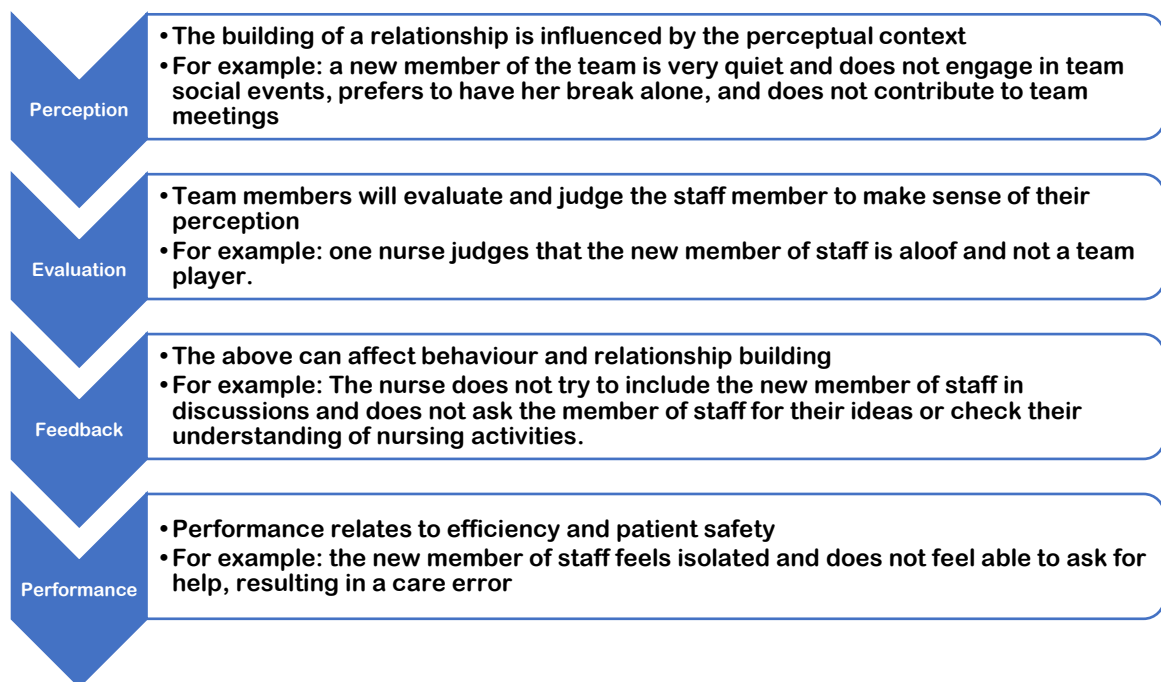 Perception
•The building of a relationship is influenced by the perceptual context
•For example: a new member of the team is very quiet and does not engage in team
social events, prefers to have her break alone, and does not contribute to team
meetings
Evaluation
•Team members will evaluate and judge the staff member to make sense of their
perception
•For example: one nurse judges that the new member of staff is aloof and not a team
player.
Feedback
•The above can affect behaviour and relationship building
•For example: The nurse does not try to include the new member of staff in
discussions and does not ask the member of staff for their ideas or check their
understanding of nursing activities.
Performance
•Performance relates to efficiency and patient safety
•For example: the new member of staff feels isolated and does not feel able to ask for
help, resulting in a care error